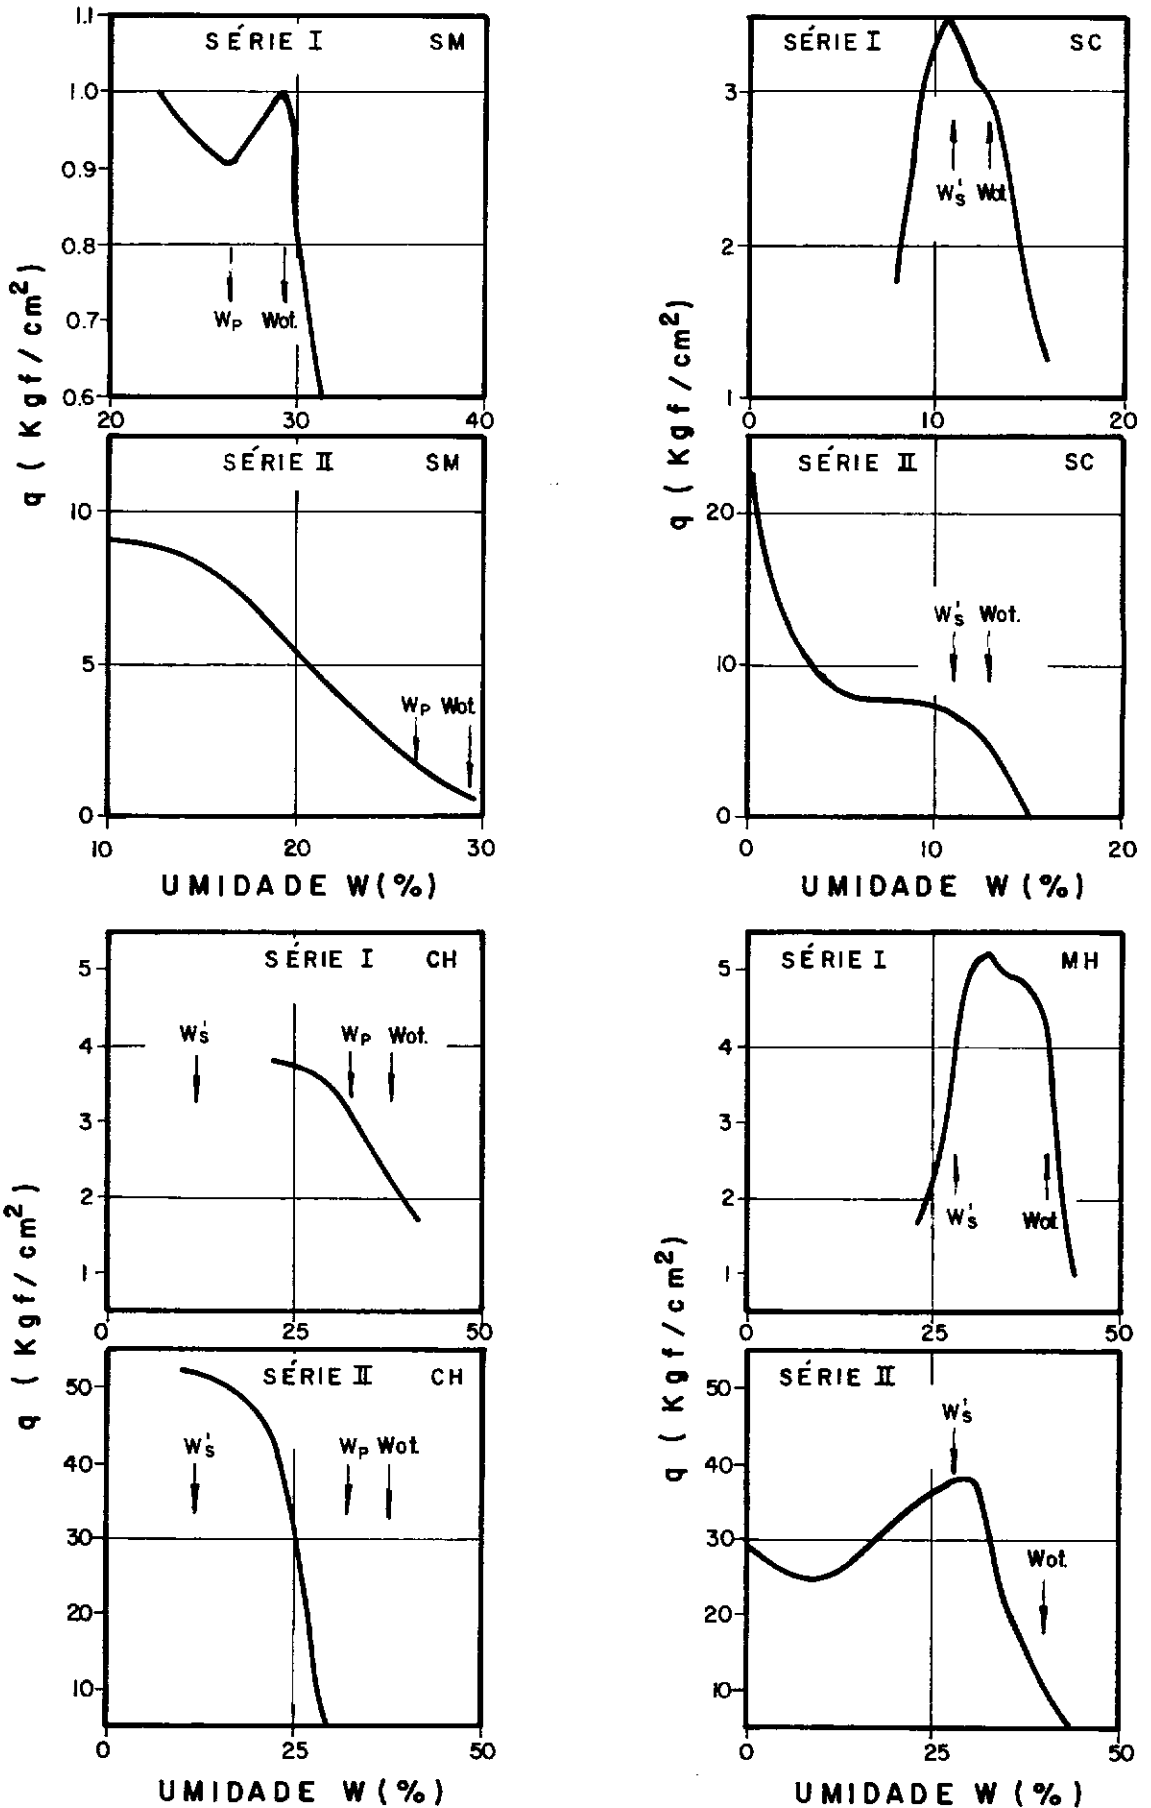 SÉRIE I SM
1.1
1.0
0.9
0.8
0.7
0.6
Wp Wot.
20 30 40
SÉRIE II SM
10
5
0
Wp Wot.
10 20 30
q (Kgf/cm²)
UMIDADE W(%)
SÉRIE I SC
3
2
1
W's Wot
0 10 20
SÉRIE II SC
20
10
0
W's Wot.
0 10 20
q (Kgf/cm²)
UMIDADE W(%)
SÉRIE I CH
5
4
3
2
1
W's Wp Wot.
0 25 50
SÉRIE II CH
50
40
30
20
10
W's Wp Wot.
0 25 50
q (Kgf/cm²)
UMIDADE W(%)
SÉRIE I MH
5
4
3
2
1
W's Wot.
0 25 50
SÉRIE II
50
40
30
20
10
W's
Wot.
0 25 50
q (Kgf/cm²)
UMIDADE W(%)